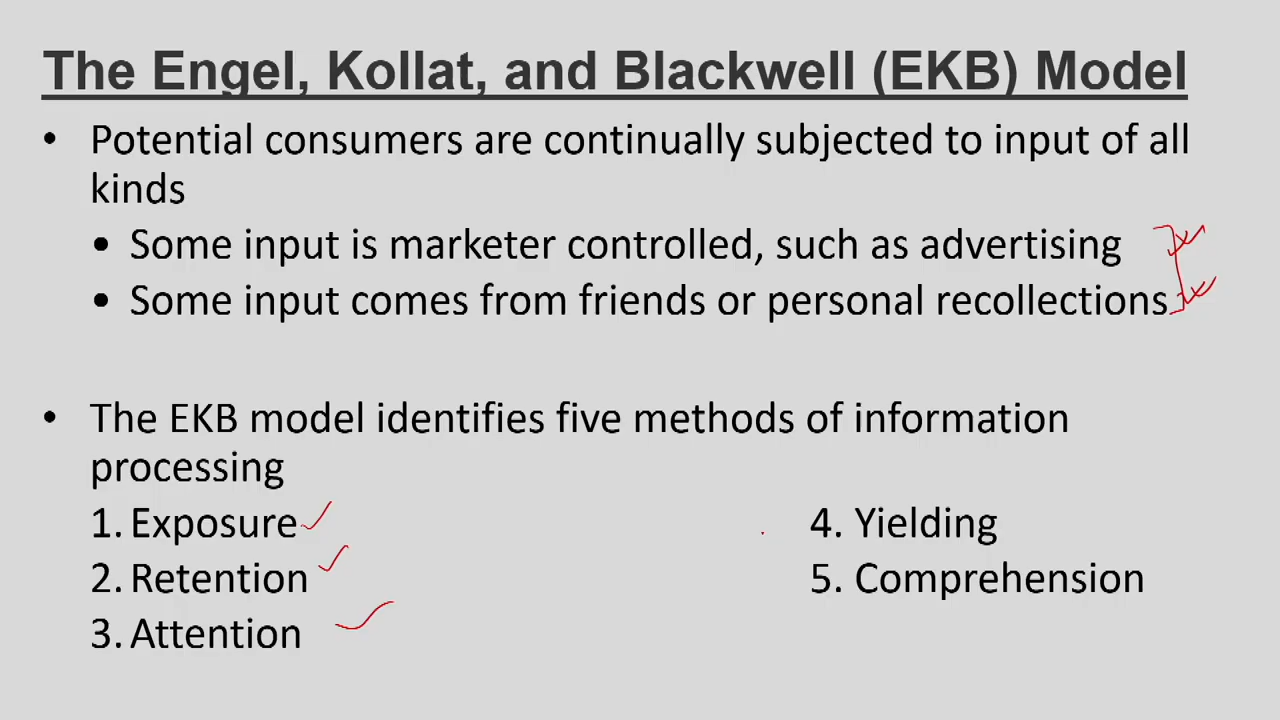 The Engel, Kollat, and Blackwell (EKB) Model
• Potential consumers are continually subjected to input of all
kinds
• Some input is marketer controlled, such as advertising
• Some input comes from friends or personal recollections
• The EKB model identifies five methods of information
processing
1. Exposure
2. Retention
3. Attention
4. Yielding
5. Comprehension